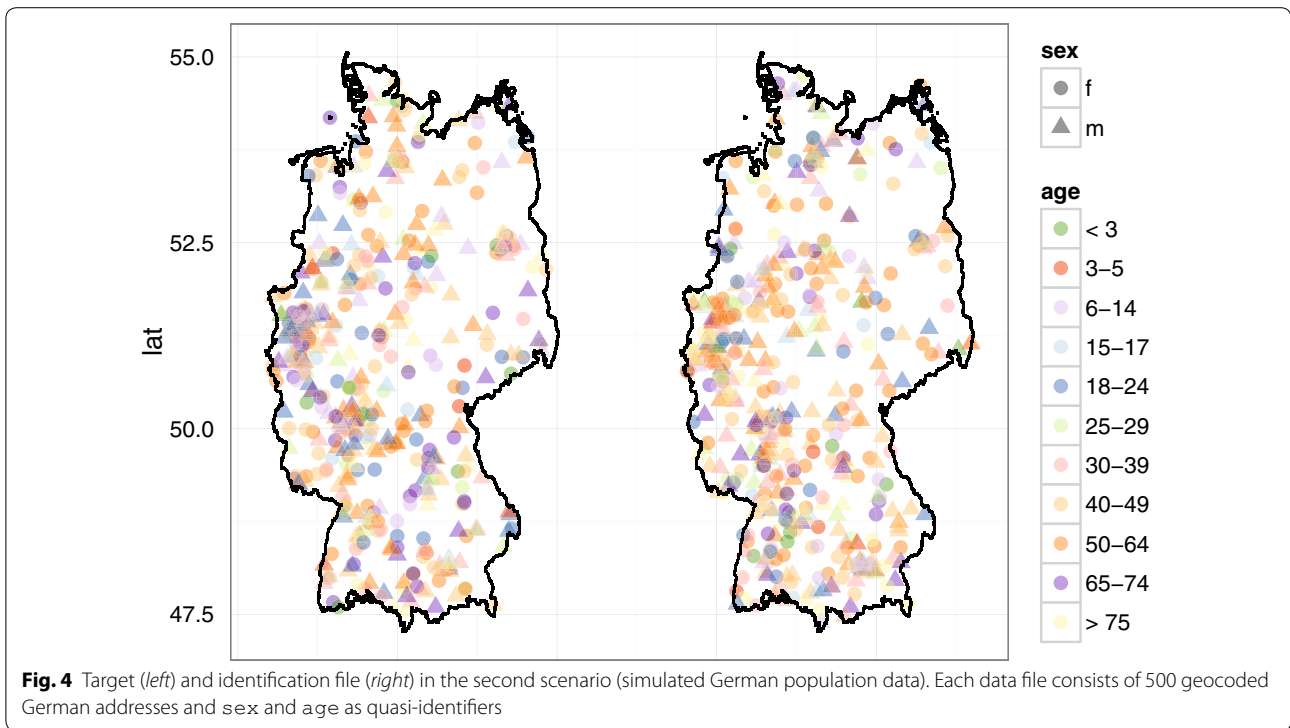 55.0
52.5
50.0
47.5
lat
sex
f
m
age
< 3
3–5
6–14
15–17
18–24
25–29
30–39
40–49
50–64
65–74
> 75
Fig. 4 Target (left) and identification file (right) in the second scenario (simulated German population data). Each data file consists of 500 geocoded
German addresses and sex and age as quasi-identifiers